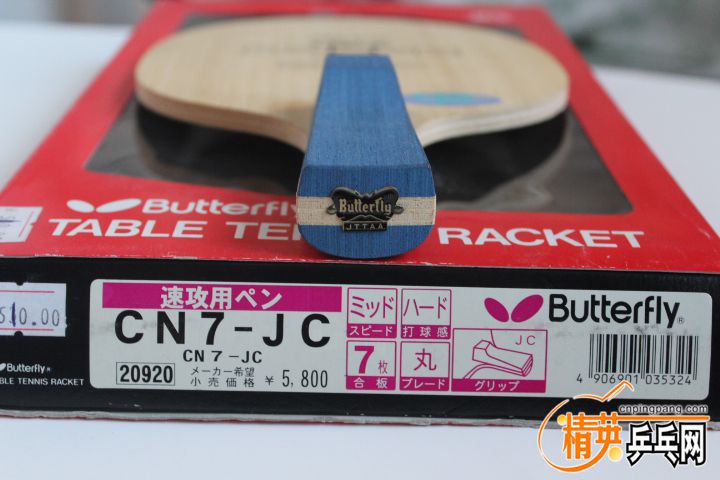 Butterfly
J.T.T.A.A
Butterfly
TABLE TEN RACKET
10.00
速攻用ペン
CN7-JC
CN7-JC
20920 メーカー希望小売価格 ¥5,800
ミッド スピード
ハード 打球感
7枚 合板
丸 ブレード
JC
グリップ
Butterfly®
4 906901 035324
Butterfly®
TABLE TENNIS RACKET
cnpingpang.com
精英乒乓网